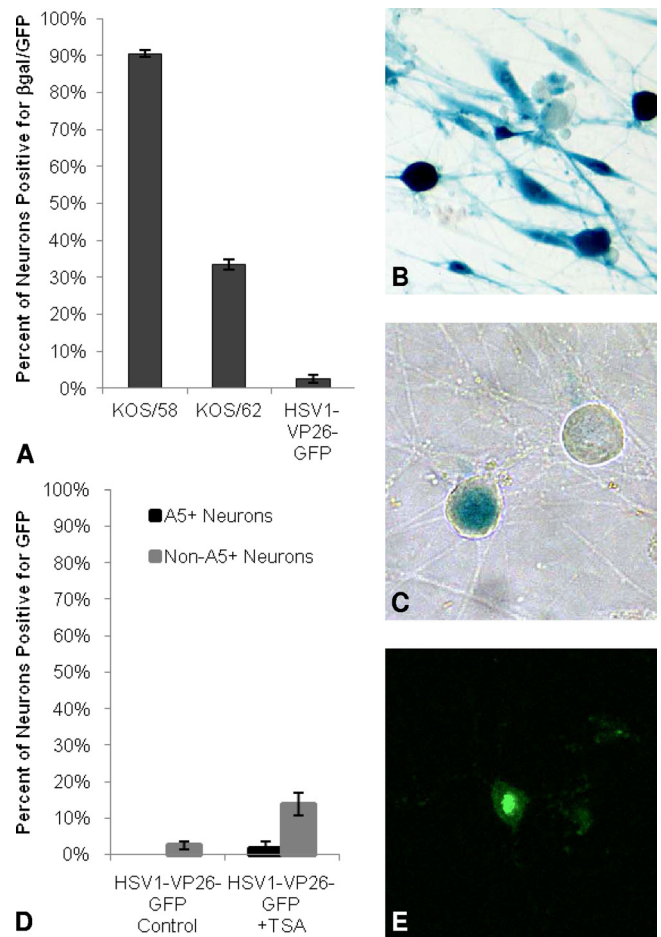 Percent of Neurons Positive for βgal/GFP
100%
90%
80%
70%
60%
50%
40%
30%
20%
10%
0%
KOS/58
KOS/62
HSV1-
VP26-
GFP
A
B
C
Percent of Neurons Positive for GFP
100%
90%
80%
70%
60%
50%
40%
30%
20%
10%
0%
A5+ Neurons
Non-A5+ Neurons
HSV1-VP26-
GFP
Control
HSV1-VP26-
GFP
+TSA
D
E